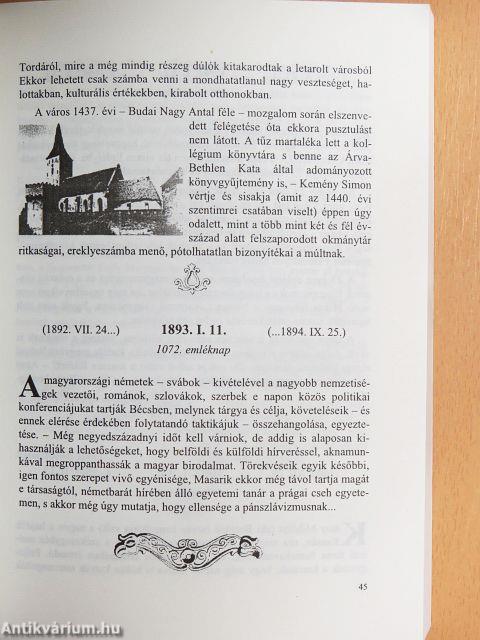 Tordáról, mire a még mindig részeg dúlók kitakarodtak a letarolt városból
Ekkor lehetett csak számba venni a mondhatatlanul nagy veszteséget, ha-
lottakban, kulturális értékekben, kirabolt otthonokban.
A város 1437. évi – Budai Nagy Antal féle – mozgalom során elszenve-
dett felégetése óta ekkora pusztulást
nem látott. A tűz martaléka lett a kol-
légium könyvtára s benne az Árva-
Bethlen Kata által adományozott
könyvgyűjtemény is, – Kemény Simon
vértje és sisakja (amit az 1440. évi
szentimrei csatában viselt) éppen úgy
odalett, mint a több mint két és fél év-
század alatt felszaporodott okmánytár
ritkaságai, ereklyeszámba menő, pótolhatatlan bizonyítékai a múltnak.
(1892. VII. 24...) 1893. I. 11. (...1894. IX. 25.)
1072. emléknap
A magyarországi németek – svábok – kivételével a nagyobb nemzetisé-
gek vezetői, románok, szlovákok, szerbek e napon közös politikai
konferenciájukat tartják Bécsben, melynek tárgya és célja, követeléseik – és
ennek elérése érdekében folytatandó taktikájuk – összehangolása, egyezte-
tése. – Még negyedszázadnyi időt kell várniok, de addig is alaposan ki-
használják a lehetőségeket, hogy belföldi és külföldi hírveréssel, aknamun-
kával megroppanthassák a magyar birodalmat. Törekvéseik egyik későbbi,
igen fontos szerepet vivő egyénisége, Masarik ekkor még távol tartja magát
e társaságtól, németbarát hírében álló egyetemi tanár a prágai cseh egyete-
men, s akkor még úgy mutatja, hogy ellensége a pánszlávizmusnak...
45
Antikvárium.hu